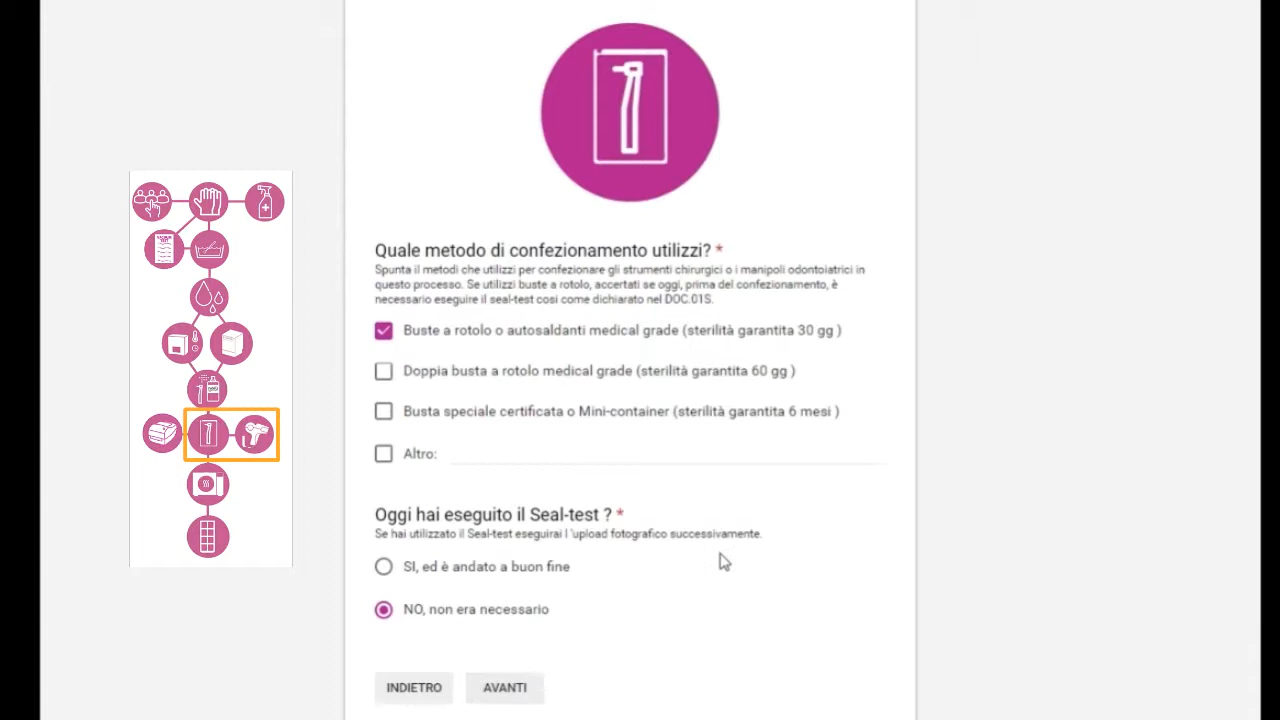 Quale metodo di confezionamento utilizzi? *
Spunta il metodi che utilizzi per confezionare gli strumenti chirurgici o i manipoli odontoiatrici in
questo processo. Se utilizzi buste a rotolo, accertati se oggi, prima del confezionamento, è
necessario eseguire il seal-test cosi come dichiarato nel DOC.01S.
Buste a rotolo o autosaldanti medical grade (sterilità garantita 30 gg )
Doppia busta a rotolo medical grade (sterilità garantita 60 gg )
Busta speciale certificata o Mini-container (sterilità garantita 6 mesi )
Altro:
Oggi hai eseguito il Seal-test ? *
Se hai utilizzato il Seal-test eseguirai l 'upload fotografico successivamente.
SI, ed è andato a buon fine
NO, non era necessario
INDIETRO
AVANTI